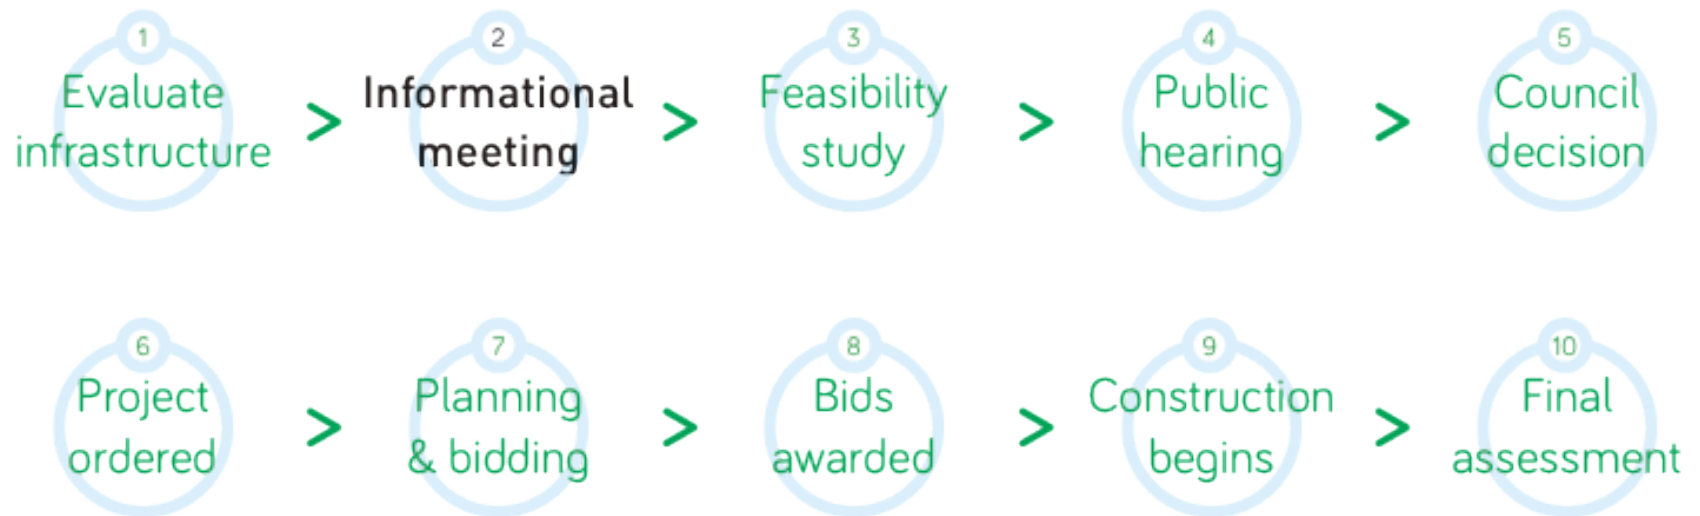 1
Evaluate
infrastructure
>
2
Informational
meeting
>
3
Feasibility
study
>
4
Public
hearing
>
5
Council
decision
6
Project
ordered
>
7
Planning
& bidding
>
8
Bids
awarded
>
9
Construction
begins
>
10
Final
assessment